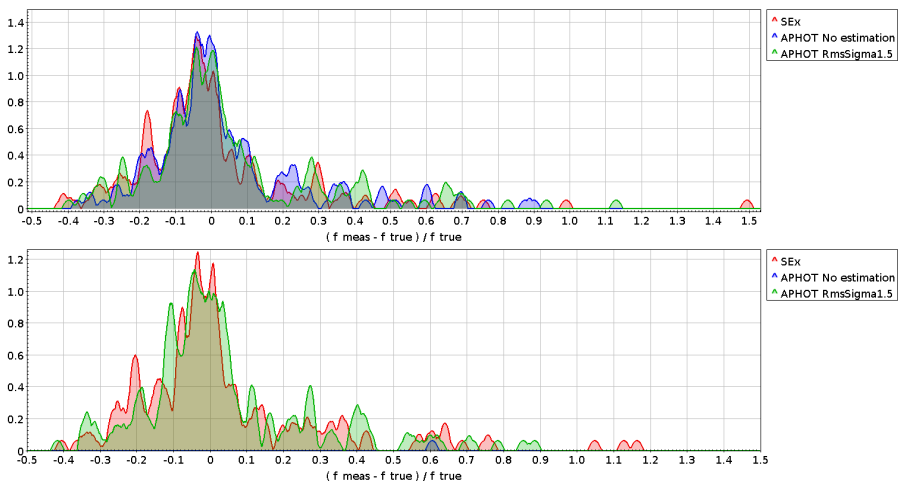 1.4
1.2
1.0
0.8
0.6
0.4
0.2
0
-0.5 -0.4 -0.3 -0.2 -0.1 0 0.1 0.2 0.3 0.4 0.5 0.6 0.7 0.8 0.9 1.0 1.1 1.2 1.3 1.4 1.5
( f meas - f true ) / f true
SEx
APHOT No estimation
APHOT RmsSigma1.5
1.2
1.0
0.8
0.6
0.4
0.2
0
-0.5 -0.4 -0.3 -0.2 -0.1 0 0.1 0.2 0.3 0.4 0.5 0.6 0.7 0.8 0.9 1.0 1.1 1.2 1.3 1.4 1.5
( f meas - f true ) / f true
SEx
APHOT No estimation
APHOT RmsSigma1.5